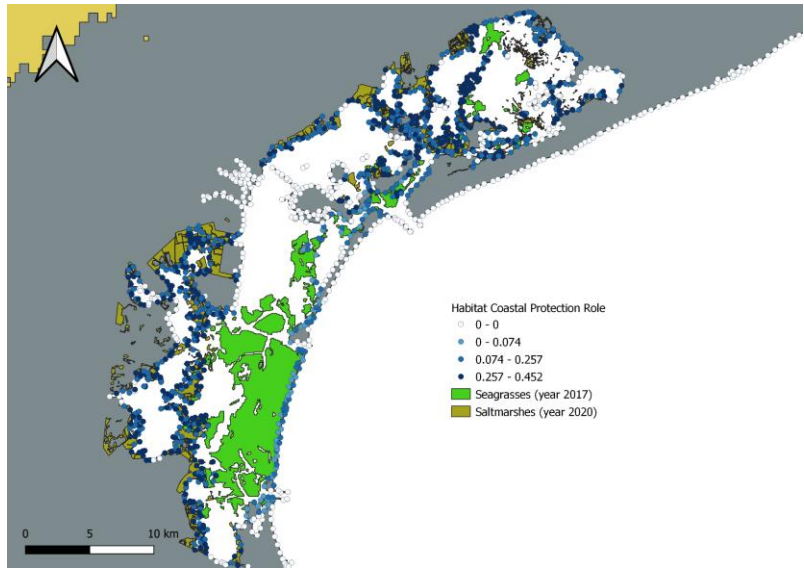 Habitat Coastal Protection Role
0 - 0
0 - 0.074
0.074 - 0.257
0.257 - 0.452
Seagrasses (year 2017)
Saltmarshes (year 2020)
0 5 10 km